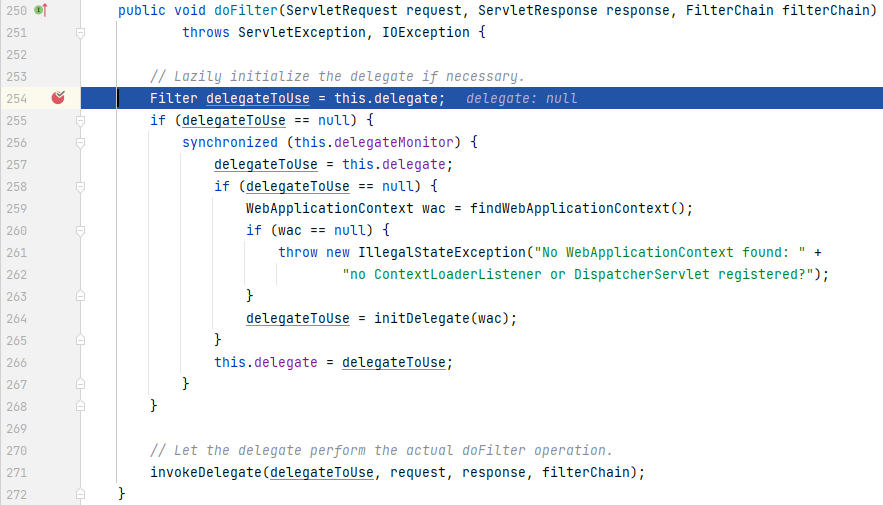 250 public void doFilter(ServletRequest request, ServletResponse response, FilterChain filterChain)
251 throws ServletException, IOException {
252
253 // Lazily initialize the delegate if necessary.
254 Filter delegateToUse = this.delegate; delegate: null
255 if (delegateToUse == null) {
256 synchronized (this.delegateMonitor) {
257 delegateToUse = this.delegate;
258 if (delegateToUse == null) {
259 WebApplicationContext wac = findWebApplicationContext();
260 if (wac == null) {
261 throw new IllegalStateException("No WebApplicationContext found: " +
262 "no ContextLoaderListener or DispatcherServlet registered?");
263 }
264 delegateToUse = initDelegate(wac);
265 }
266 this.delegate = delegateToUse;
267 }
268 }
269
270 // Let the delegate perform the actual doFilter operation.
271 invokeDelegate(delegateToUse, request, response, filterChain);
272 }